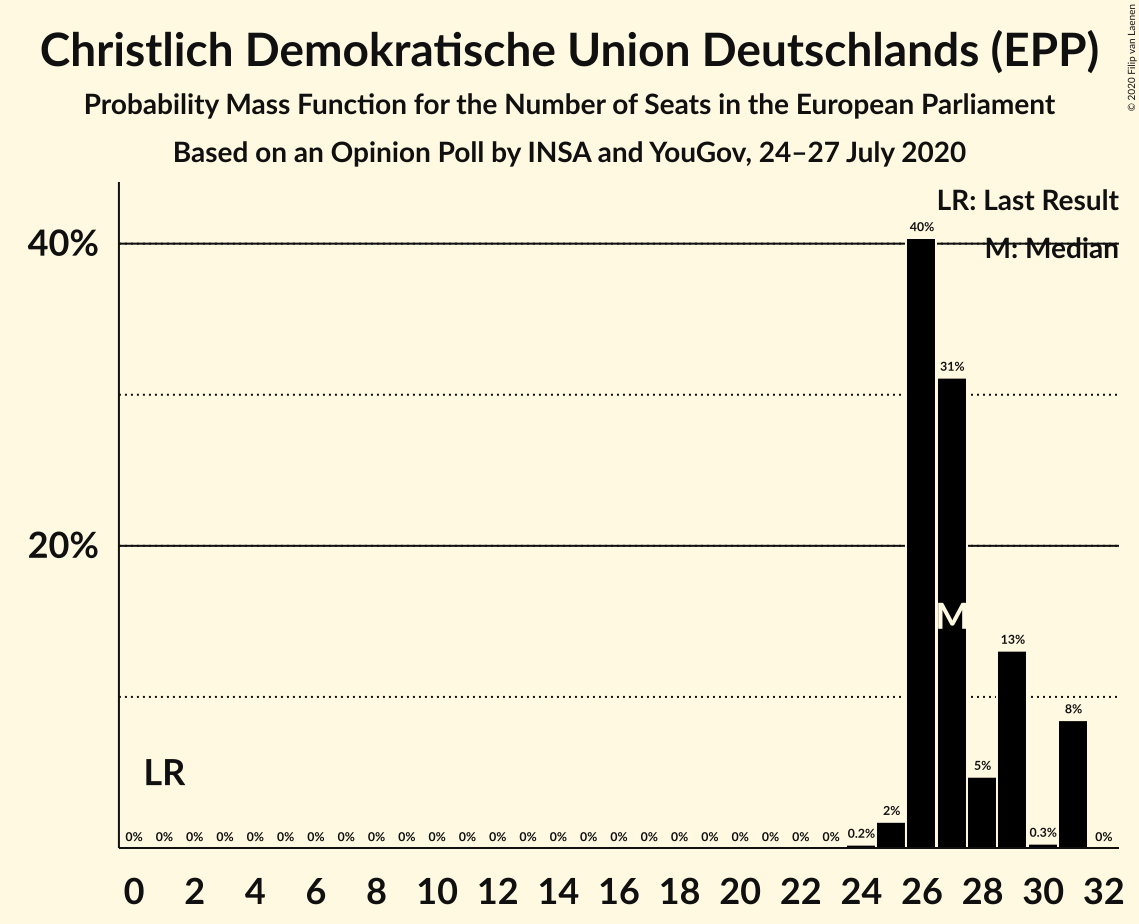 Christlich Demokratische Union Deutschlands (EPP)
Probability Mass Function for the Number of Seats in the European Parliament
Based on an Opinion Poll by INSA and YouGov, 24–27 July 2020
© 2020 Filip van Laenen
LR: Last Result
M: Median
40%
20%
40%
31%
M
13%
8%
5%
2%
0.2%
0.3%
LR
0% 0% 0% 0% 0% 0% 0% 0% 0% 0% 0% 0% 0% 0% 0% 0% 0% 0% 0% 0% 0% 0% 0% 0% 0%
0 2 4 6 8 10 12 14 16 18 20 22 24 26 28 30 32